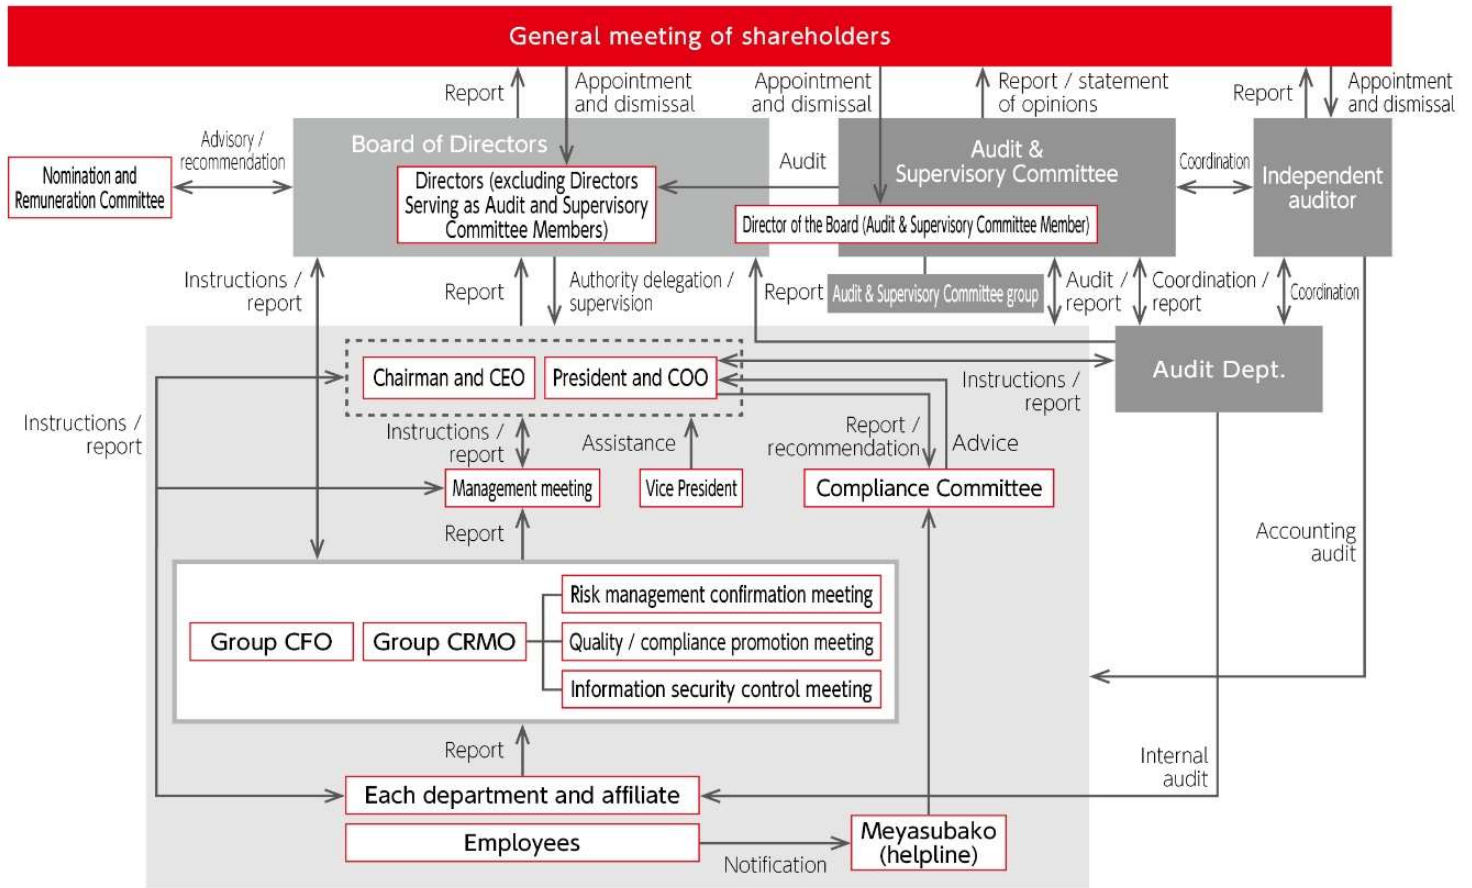 General meeting of shareholders
Report
Appointment
and dismissal
Appointment
and dismissal
Report / statement
of opinions
Report
Appointment
and dismissal
Advisory /
recommendation
Nomination and
Remuneration Committee
Board of Directors
Directors (excluding Directors
Serving as Audit and Supervisory
Committee Members)
Audit
Audit &
Supervisory Committee
Director of the Board (Audit & Supervisory Committee Member)
Coordination
Independent
auditor
Instructions /
report
Report
Authority delegation /
supervision
Report
Audit & Supervisory Committee group
Audit /
report
Coordination /
report
Coordination
Chairman and CEO
President and COO
Audit Dept.
Instructions /
report
Instructions /
report
Instructions /
report
Assistance
Report /
recommendation
Advice
Management meeting
Vice President
Compliance Committee
Report
Accounting
audit
Risk management confirmation meeting
Group CFO
Group CRMO
Quality / compliance promotion meeting
Information security control meeting
Report
Internal
audit
Each department and affiliate
Employees
Notification
Meyasubako
(helpline)